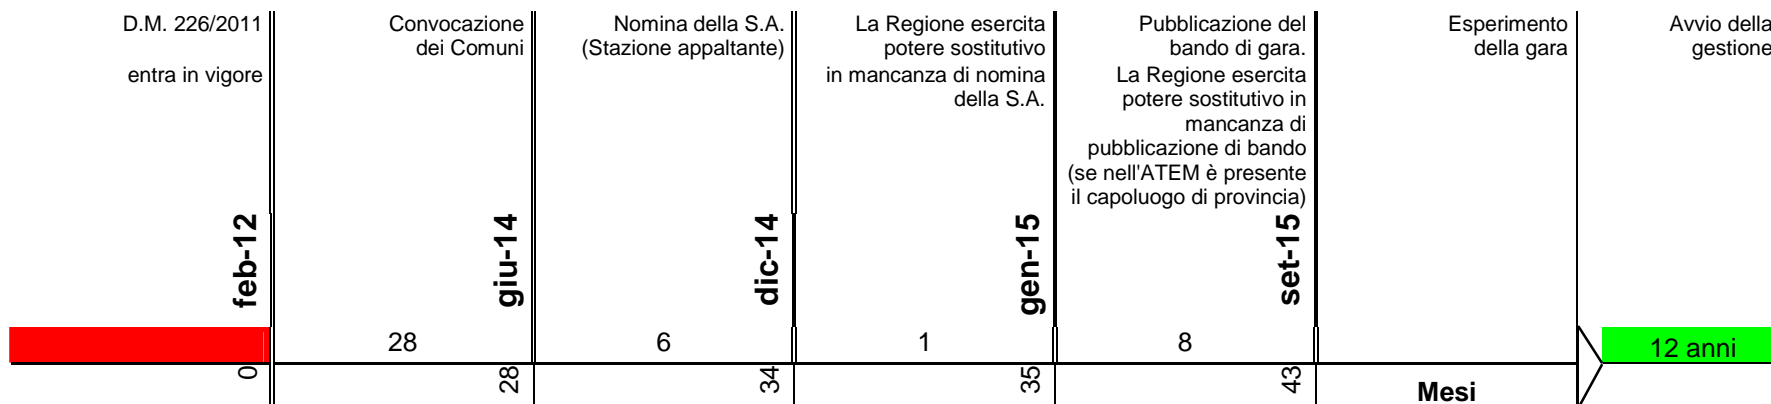 D.M. 226/2011
entra in vigore
Convocazione
dei Comuni
Nomina della S.A.
(Stazione appaltante)
La Regione esercita
potere sostitutivo
in mancanza di nomina
della S.A.
Pubblicazione del
bando di gara.
La Regione esercita
potere sostitutivo in
mancanza di
pubblicazione di bando
(se nell'ATEM è presente
il capoluogo di provincia)
Esperimento
della gara
Avvio della
gestione
feb-12
giu-14
dic-14
gen-15
set-15
28
6
1
8
12 anni
0
28
34
35
43
Mesi